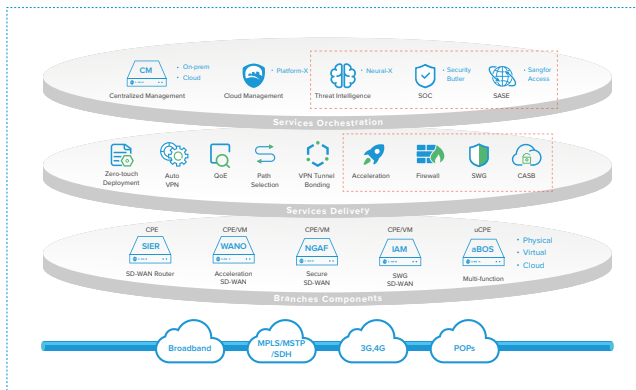 CM
• On-prem
• Cloud
Centralized Management
• Platform-X
Cloud Management
• Neural-X
Threat Intelligence
• Security
Butler
SOC
• Sangfor
Access
SASE
Services Orchestration
Zero-touch
Deployment
Auto
VPN
QoE
Path
Selection
VPN Tunnel
Bonding
Acceleration
Firewall
SWG
CASB
Services Delivery
CPE
SIER
SD-WAN Router
CPE/VM
WANO
Acceleration
SD-WAN
CPE/VM
NGAF
Secure
SD-WAN
CPE/VM
IAM
SWG
SD-WAN
uCPE
aBOS
Multi-function
• Physical
• Virtual
• Cloud
Branches Components
Broadband
MPLS/MSTP
/SDH
3G,4G
POPs